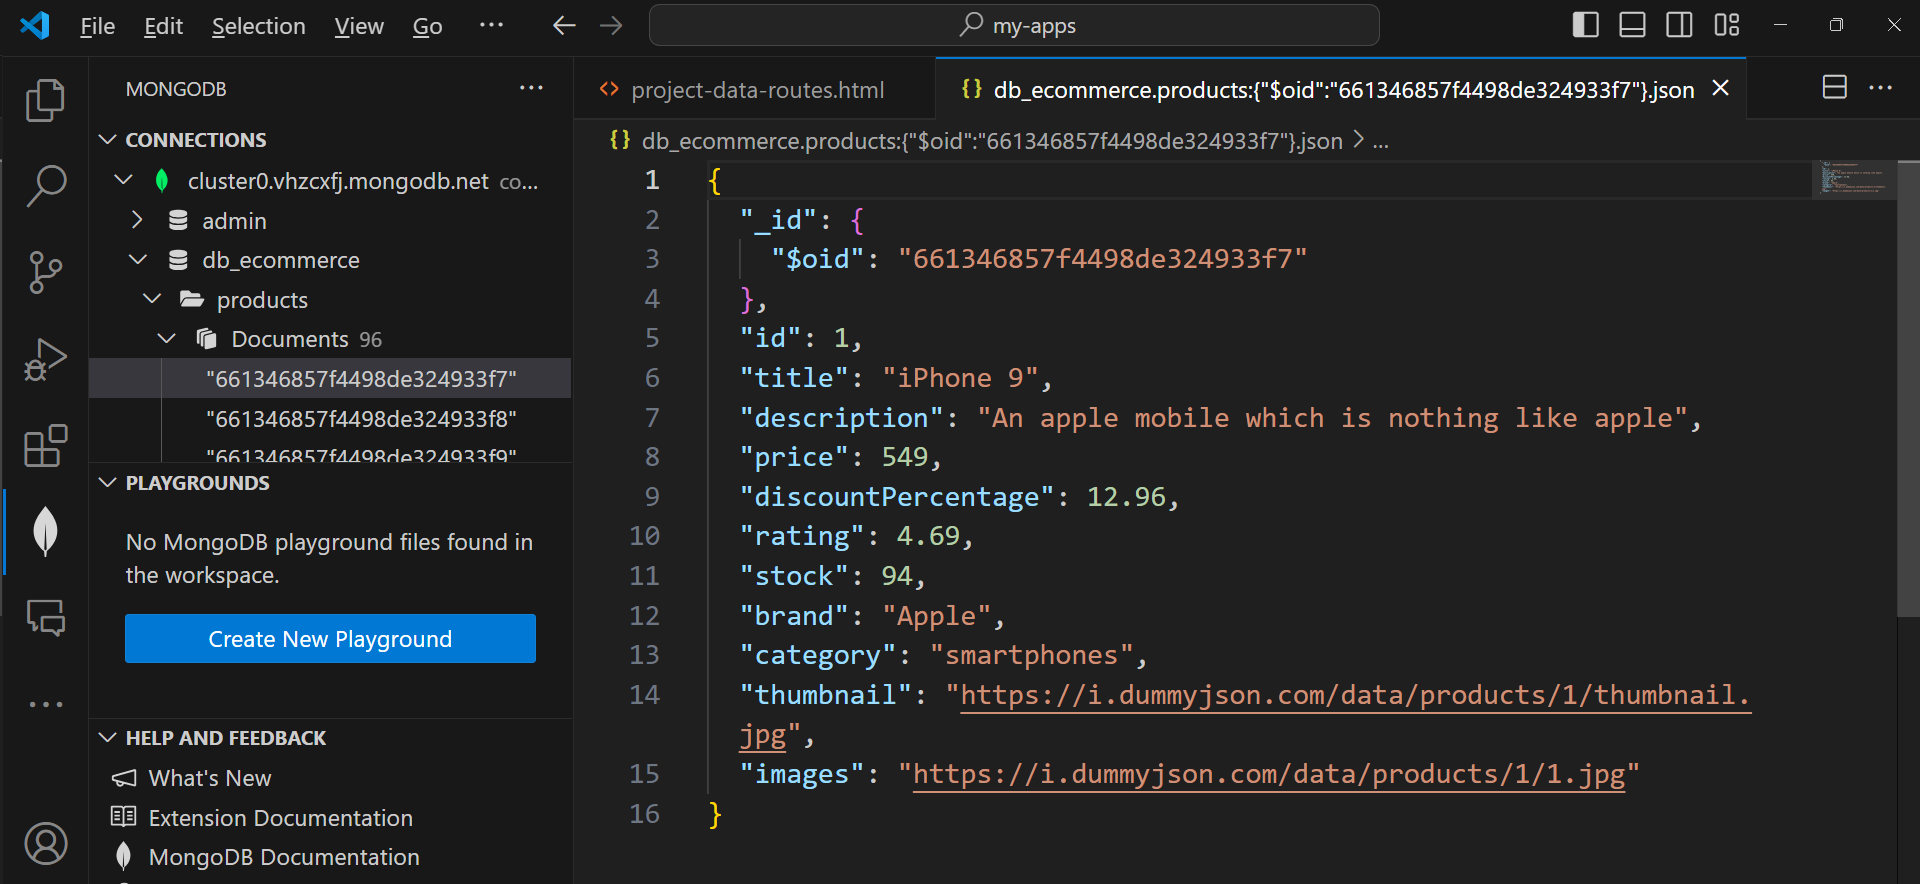 File Edit Selection View Go ··· my-apps
MONGODB ···
CONNECTIONS
cluster0.vhzcxfj.mongodb.net co...
admin
db_ecommerce
products
Documents 96
"661346857f4498de324933f7"
"661346857f4498de324933f8"
"661346857f4498de324933f9"
PLAYGROUNDS
No MongoDB playground files found in
the workspace.
Create New Playground
HELP AND FEEDBACK
What's New
Extension Documentation
MongoDB Documentation
project-data-routes.html
{} db_ecommerce.products:{"$oid":"661346857f4498de324933f7"}.json
{} db_ecommerce.products:{"$oid":"661346857f4498de324933f7"}.json > ...
1 {
2 "_id": {
3 "$oid": "661346857f4498de324933f7"
4 },
5 "id": 1,
6 "title": "iPhone 9",
7 "description": "An apple mobile which is nothing like apple",
8 "price": 549,
9 "discountPercentage": 12.96,
10 "rating": 4.69,
11 "stock": 94,
12 "brand": "Apple",
13 "category": "smartphones",
14 "thumbnail": "https://i.dummyjson.com/data/products/1/thumbnail.
jpg",
15 "images": "https://i.dummyjson.com/data/products/1/1.jpg"
16 }